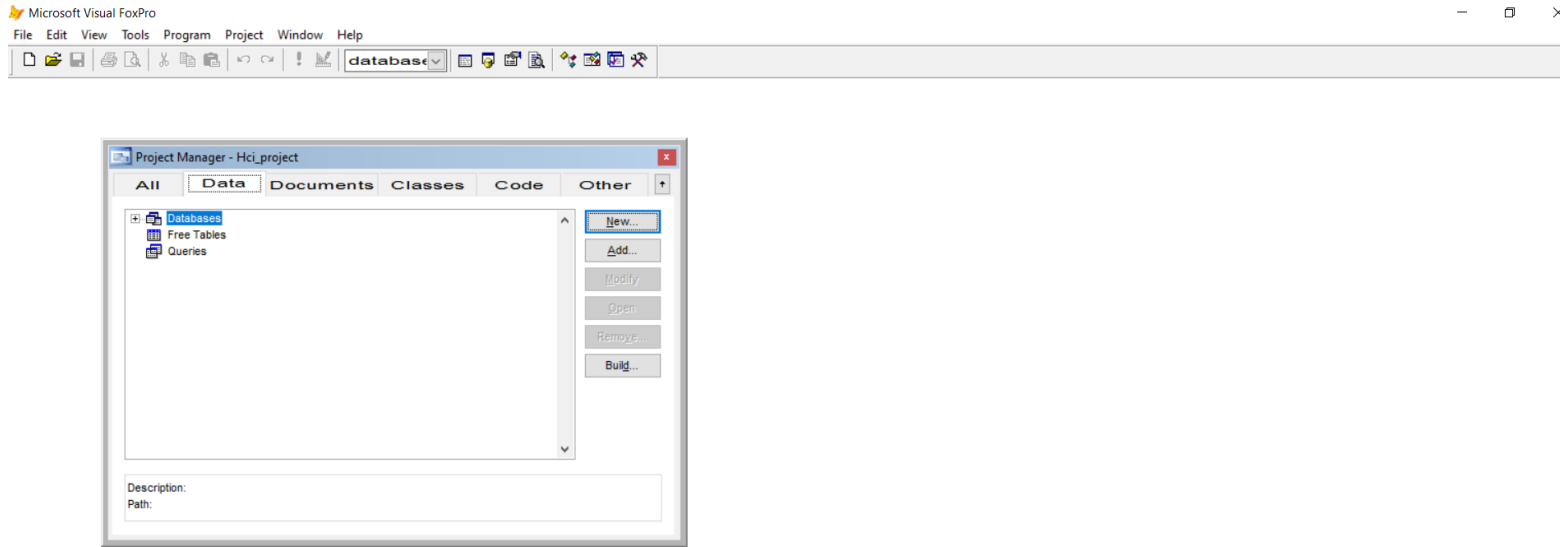 Microsoft Visual FoxPro
File Edit View Tools Program Project Window Help
database
Project Manager - Hci_project
All Data Documents Classes Code Other
Databases
Free Tables
Queries
New...
Add...
Modify
Open
Remove...
Build...
Description:
Path: